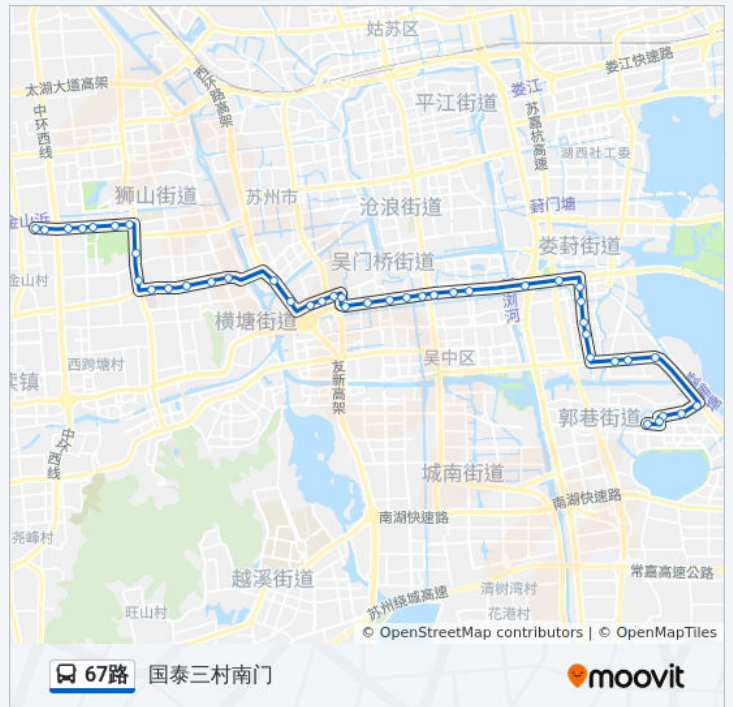 姑苏区
太湖大道高架
西环路高架
娄江快速路
娄江
平江街道
中环西线
苏嘉杭高速
湖西社工委
狮山街道
苏州市
沧浪街道
葑门塘
金山浜
娄葑街道
吴门桥街道
金山村
浏河
横塘街道
西跨塘村
吴中区
友新高架
郭巷街道
中环西线
城南街道
南湖快速路
南湖快速路
尧峰村
越溪街道
常嘉高速公路
清树湾村
苏州绕城高速
旺山村
花港村
© OpenStreetMap contributors | © OpenMapTiles
67路 国泰三村南门
moovit